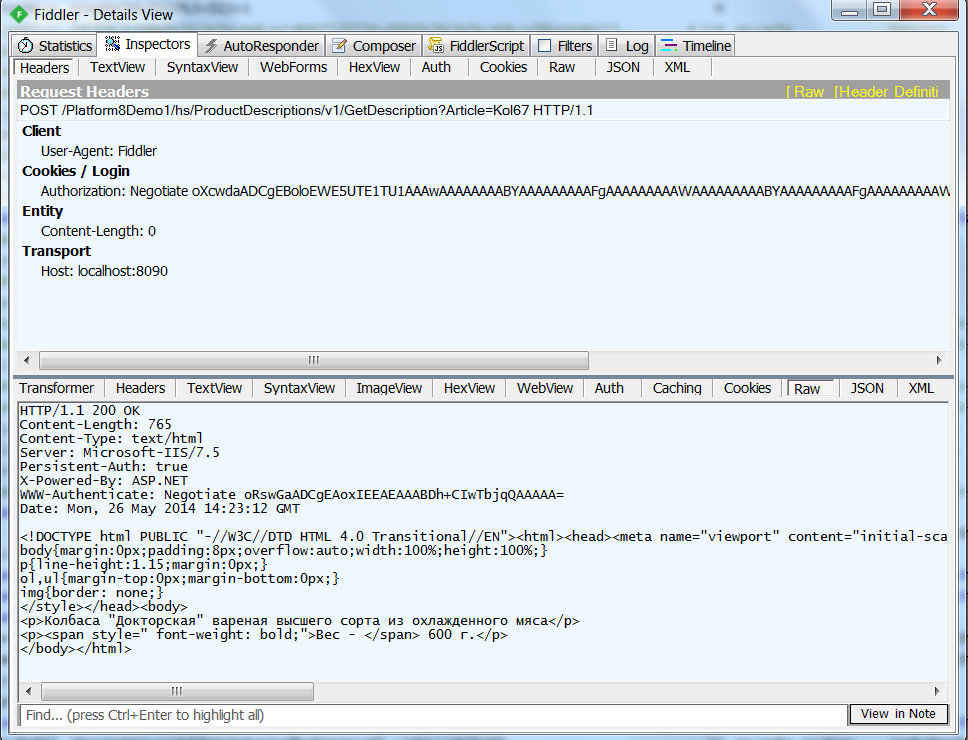 Fiddler - Details View
Statistics Inspectors AutoResponder Composer FiddlerScript Filters Log Timeline
Headers TextView SyntaxView WebForms HexView Auth Cookies Raw JSON XML
Request Headers [ Raw [Header Definiti
POST /Platform8Demo1/hs/ProductDescriptions/v1/GetDescription?Article=Kol67 HTTP/1.1
Client
User-Agent: Fiddler
Cookies / Login
Authorization: Negotiate oXcwdaADCgEBoloEWE5UTE1TU1AAAwAAAAAAAABYAAAAAAAAAFgAAAAAAAAAWAAAAAAAAABYAAAAAAAAAFgAAAAAAAAAW
Entity
Content-Length: 0
Transport
Host: localhost:8090
Transformer Headers TextView SyntaxView ImageView HexView WebView Auth Caching Cookies Raw JSON XML
HTTP/1.1 200 OK
Content-Length: 765
Content-Type: text/html
Server: Microsoft-IIS/7.5
Persistent-Auth: true
X-Powered-By: ASP.NET
WWW-Authenticate: Negotiate oRswGaADCgEAoxIEEAEAAABDh+CIwTbjqQAAAAA=
Date: Mon, 26 May 2014 14:23:12 GMT
<!DOCTYPE html PUBLIC "-//W3C//DTD HTML 4.0 Transitional//EN"><html><head><meta name="viewport" content="initial-sca
body{margin:0px;padding:8px;overflow:auto;width:100%;height:100%;}
p{line-height:1.15;margin:0px;}
ol,ul{margin-top:0px;margin-bottom:0px;}
img{border: none;}
</style></head><body>
<p>Колбаса "Докторская" вареная высшего сорта из охлажденного мяса</p>
<p><span style=" font-weight: bold;">Вес - </span> 600 г.</p>
</body></html>
Find... (press Ctrl+Enter to highlight all) View in Note